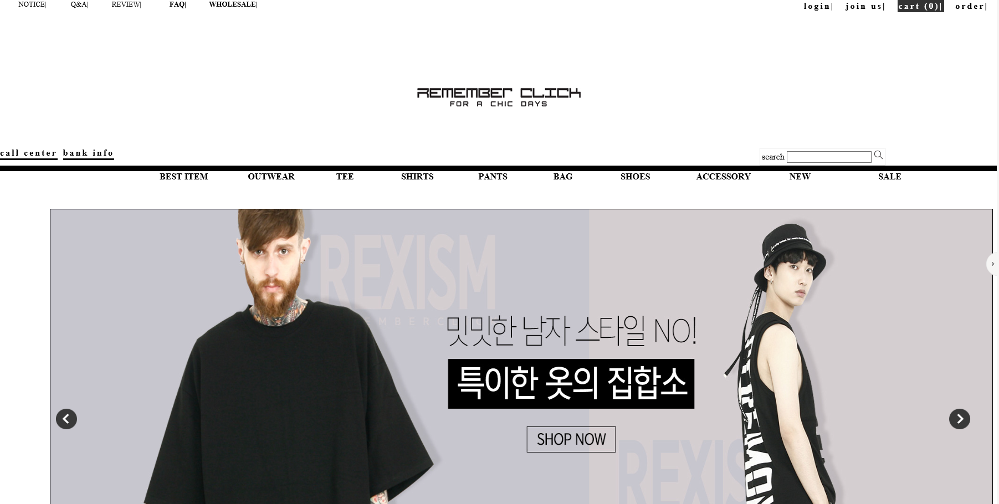 NOTICE| Q&A| REVIEW| FAQ| WHOLESALE| login| join us| cart (0)| order|
REMEMBER CLICK
FOR A CHIC DAYS
call center bank info search
BEST ITEM OUTWEAR TEE SHIRTS PANTS BAG SHOES ACCESSORY NEW SALE
REXISM
밋밋한 남자 스타일 NO!
특이한 옷의 집합소
SHOP NOW